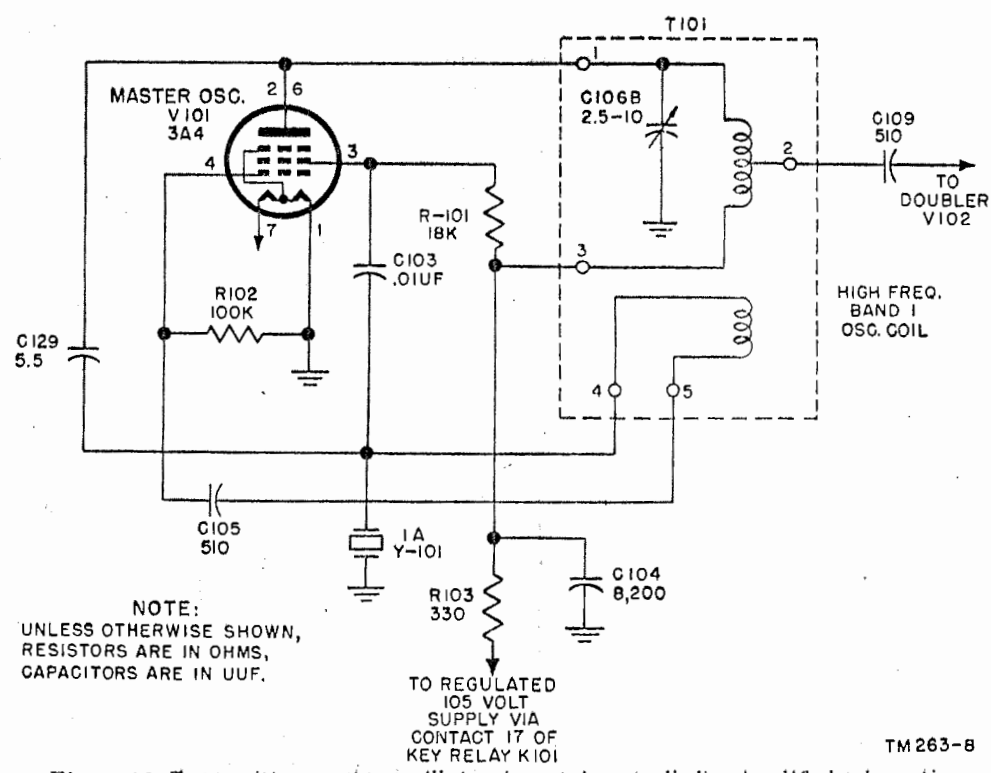 T101
1
2 6
MASTER OSC.
V101
3A4
C106B
2.5-10
C109
510
3
4
2
TO
DOUBLER
V102
R-101
18K
7
1
3
C103
.01UF
R102
100K
HIGH FREQ.
BAND 1
OSC. COIL
C129
5.5
4
5
C105
510
1A
Y-101
C104
8,200
R103
330
NOTE:
UNLESS OTHERWISE SHOWN,
RESISTORS ARE IN OHMS,
CAPACITORS ARE IN UUF.
TO REGULATED
105 VOLT
SUPPLY VIA
CONTACT 17 OF
KEY RELAY K101
TM 263-8